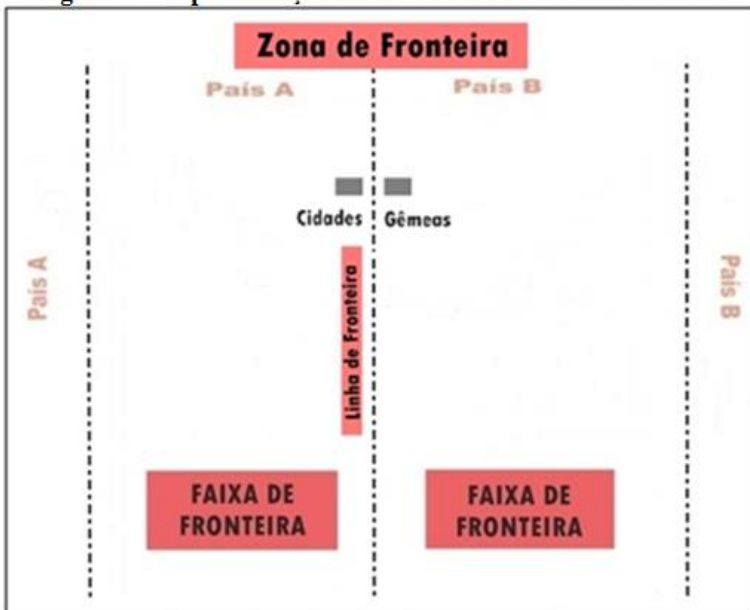 Zona de Fronteira
País A
País B
Cidades Gêmeas
País A
Linha de Fronteira
País B
FAIXA DE
FRONTEIRA
FAIXA DE
FRONTEIRA